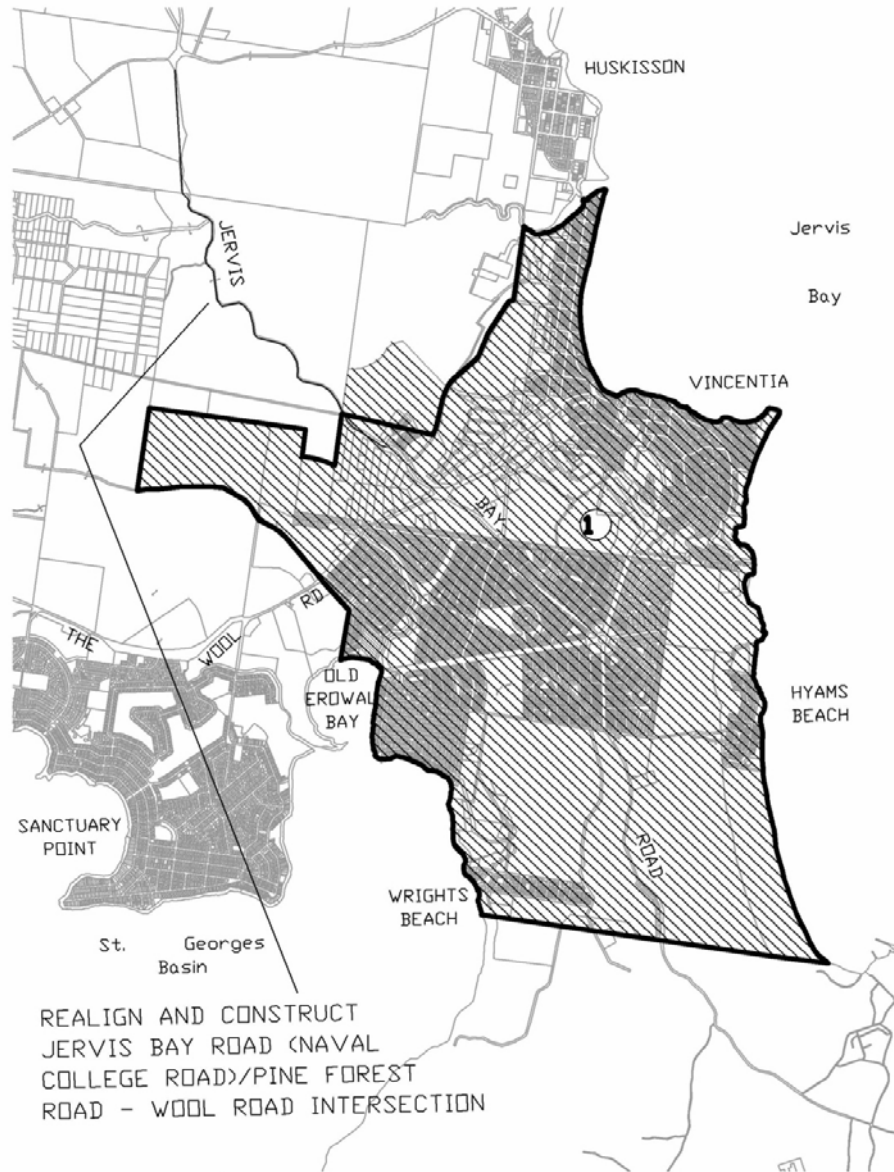 HUSKISSON
JERVIS
Jervis
Bay
VINCENTIA
BAY
1
THE WOOL RD
OLD
EROWAL
BAY
HYAMS
BEACH
SANCTUARY
POINT
ROAD
WRIGHTS
BEACH
St. Georges
Basin
REALIGN AND CONSTRUCT
JERVIS BAY ROAD (NAVAL
COLLEGE ROAD)/PINE FOREST
ROAD - WOOL ROAD INTERSECTION